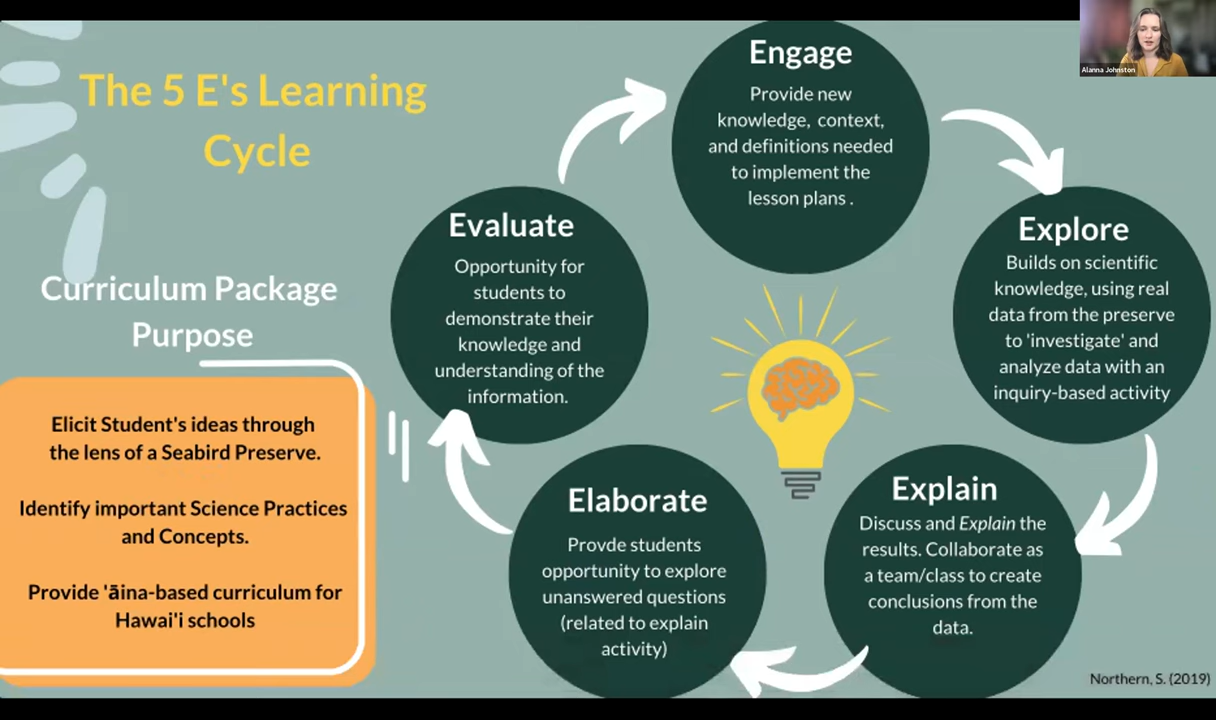 The 5 E's Learning
Cycle
Curriculum Package
Purpose
Elicit Student's ideas through
the lens of a Seabird Preserve.
Identify important Science Practices
and Concepts.
Provide 'āina-based curriculum for
Hawai'i schools
Engage
Provide new
knowledge, context,
and definitions needed
to implement the
lesson plans .
Explore
Builds on scientific
knowledge, using real
data from the preserve
to 'investigate' and
analyze data with an
inquiry-based activity
Explain
Discuss and Explain the
results. Collaborate as
a team/class to create
conclusions from the
data.
Elaborate
Provde students
opportunity to explore
unanswered questions
(related to explain
activity)
Evaluate
Opportunity for
students to
demonstrate their
knowledge and
understanding of the
information.
Alanna Johnston
Northern, S. (2019)